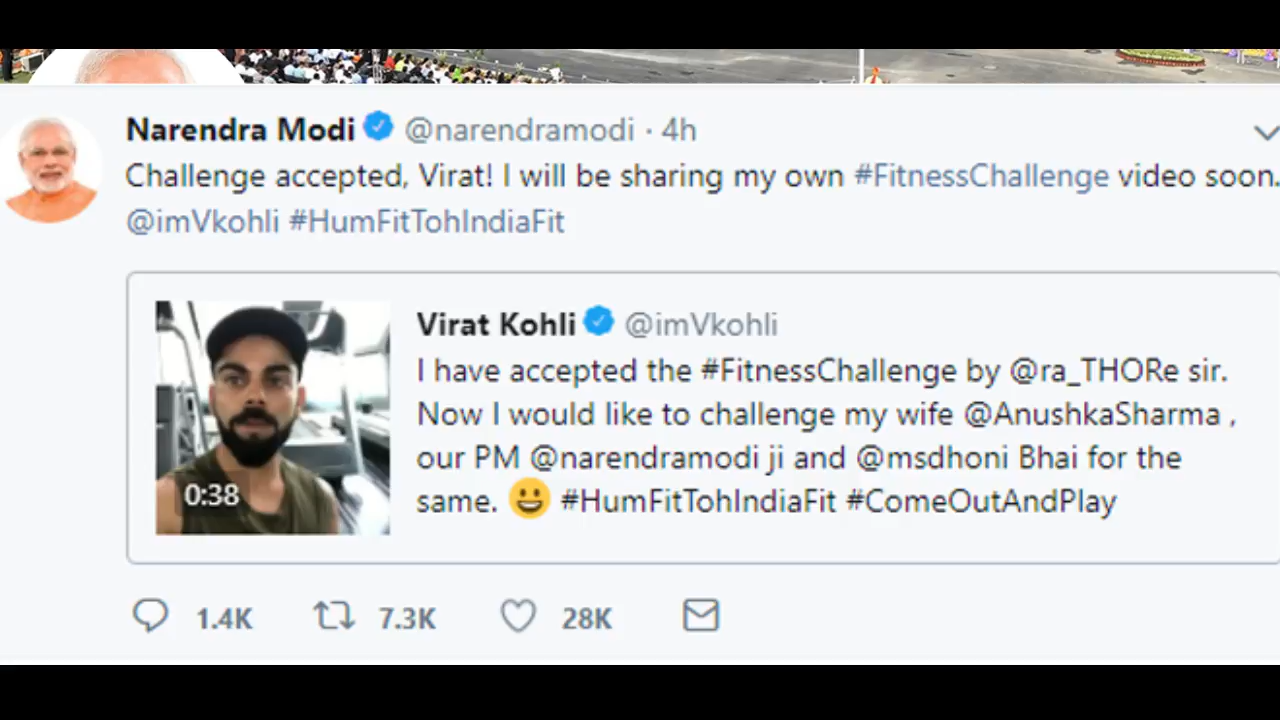 Narendra Modi @narendramodi · 4h
Challenge accepted, Virat! I will be sharing my own #FitnessChallenge video soon.
@imVkohli #HumFitTohIndiaFit
Virat Kohli @imVkohli
I have accepted the #FitnessChallenge by @ra_THORe sir.
Now I would like to challenge my wife @AnushkaSharma ,
our PM @narendramodi ji and @msdhoni Bhai for the
same. 😀 #HumFitTohIndiaFit #ComeOutAndPlay
0:38
1.4K 7.3K 28K